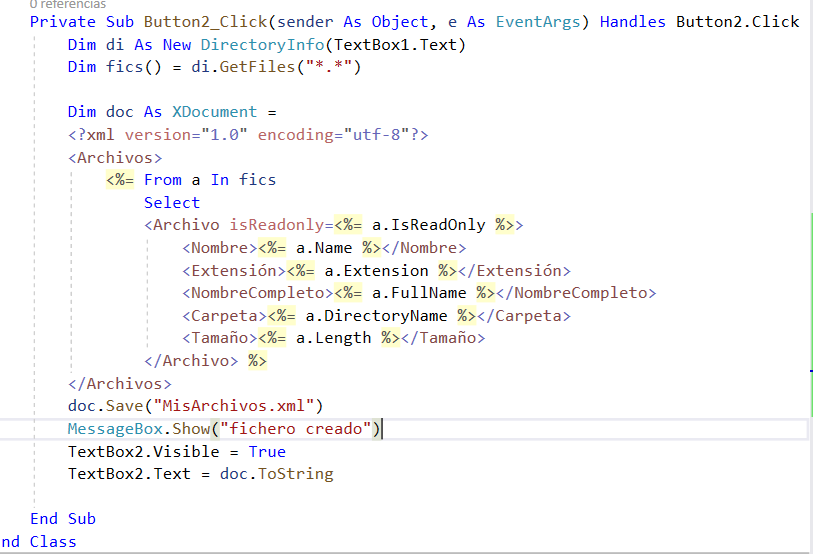 0 referencias
Private Sub Button2_Click(sender As Object, e As EventArgs) Handles Button2.Click
Dim di As New DirectoryInfo(TextBox1.Text)
Dim fics() = di.GetFiles("*.*")
Dim doc As XDocument =
<?xml version="1.0" encoding="utf-8"?>
<Archivos>
<%= From a In fics
Select
<Archivo isReadonly=<%= a.IsReadOnly %>>
<Nombre><%= a.Name %></Nombre>
<Extensión><%= a.Extension %></Extensión>
<NombreCompleto><%= a.FullName %></NombreCompleto>
<Carpeta><%= a.DirectoryName %></Carpeta>
<Tamaño><%= a.Length %></Tamaño>
</Archivo> %>
</Archivos>
doc.Save("MisArchivos.xml")
MessageBox.Show("fichero creado")
TextBox2.Visible = True
TextBox2.Text = doc.ToString
End Sub
nd Class